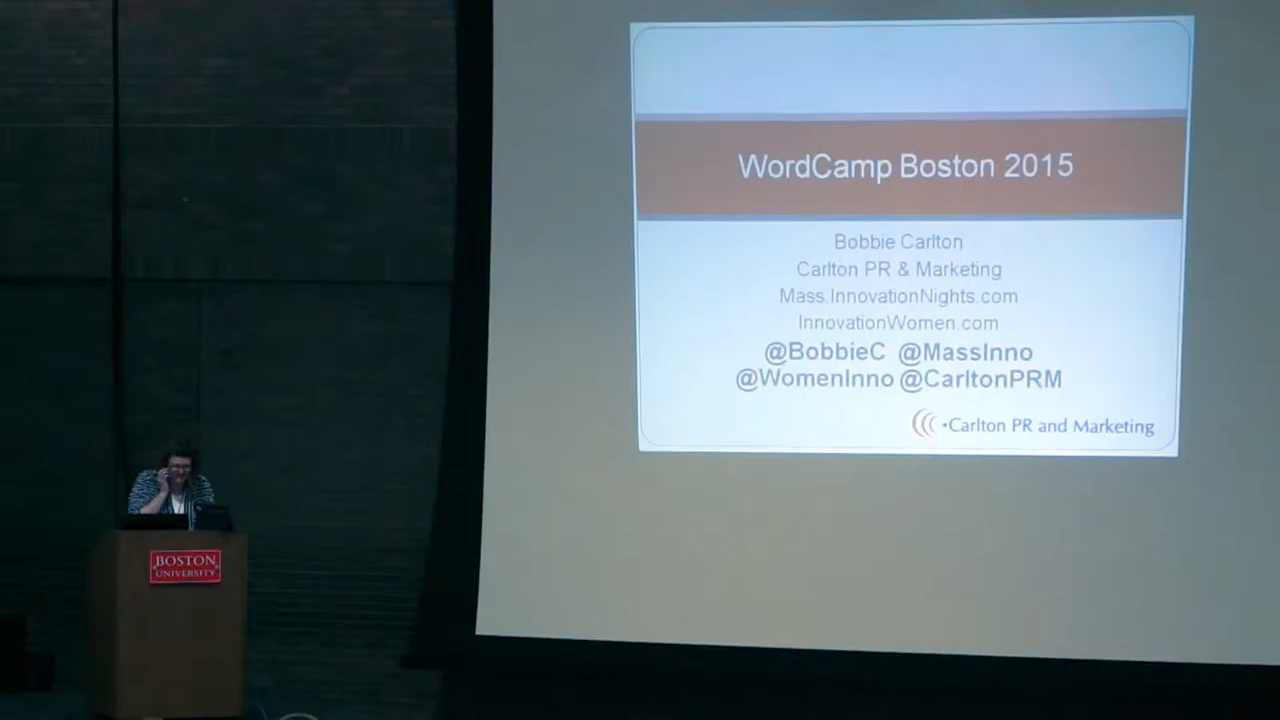 WordCamp Boston 2015
Bobbie Carlton
Carlton PR & Marketing
Mass.InnovationNights.com
InnovationWomen.com
@BobbieC @MassInno
@WomenInno @CarltonPRM
•Carlton PR and Marketing
BOSTON
UNIVERSITY